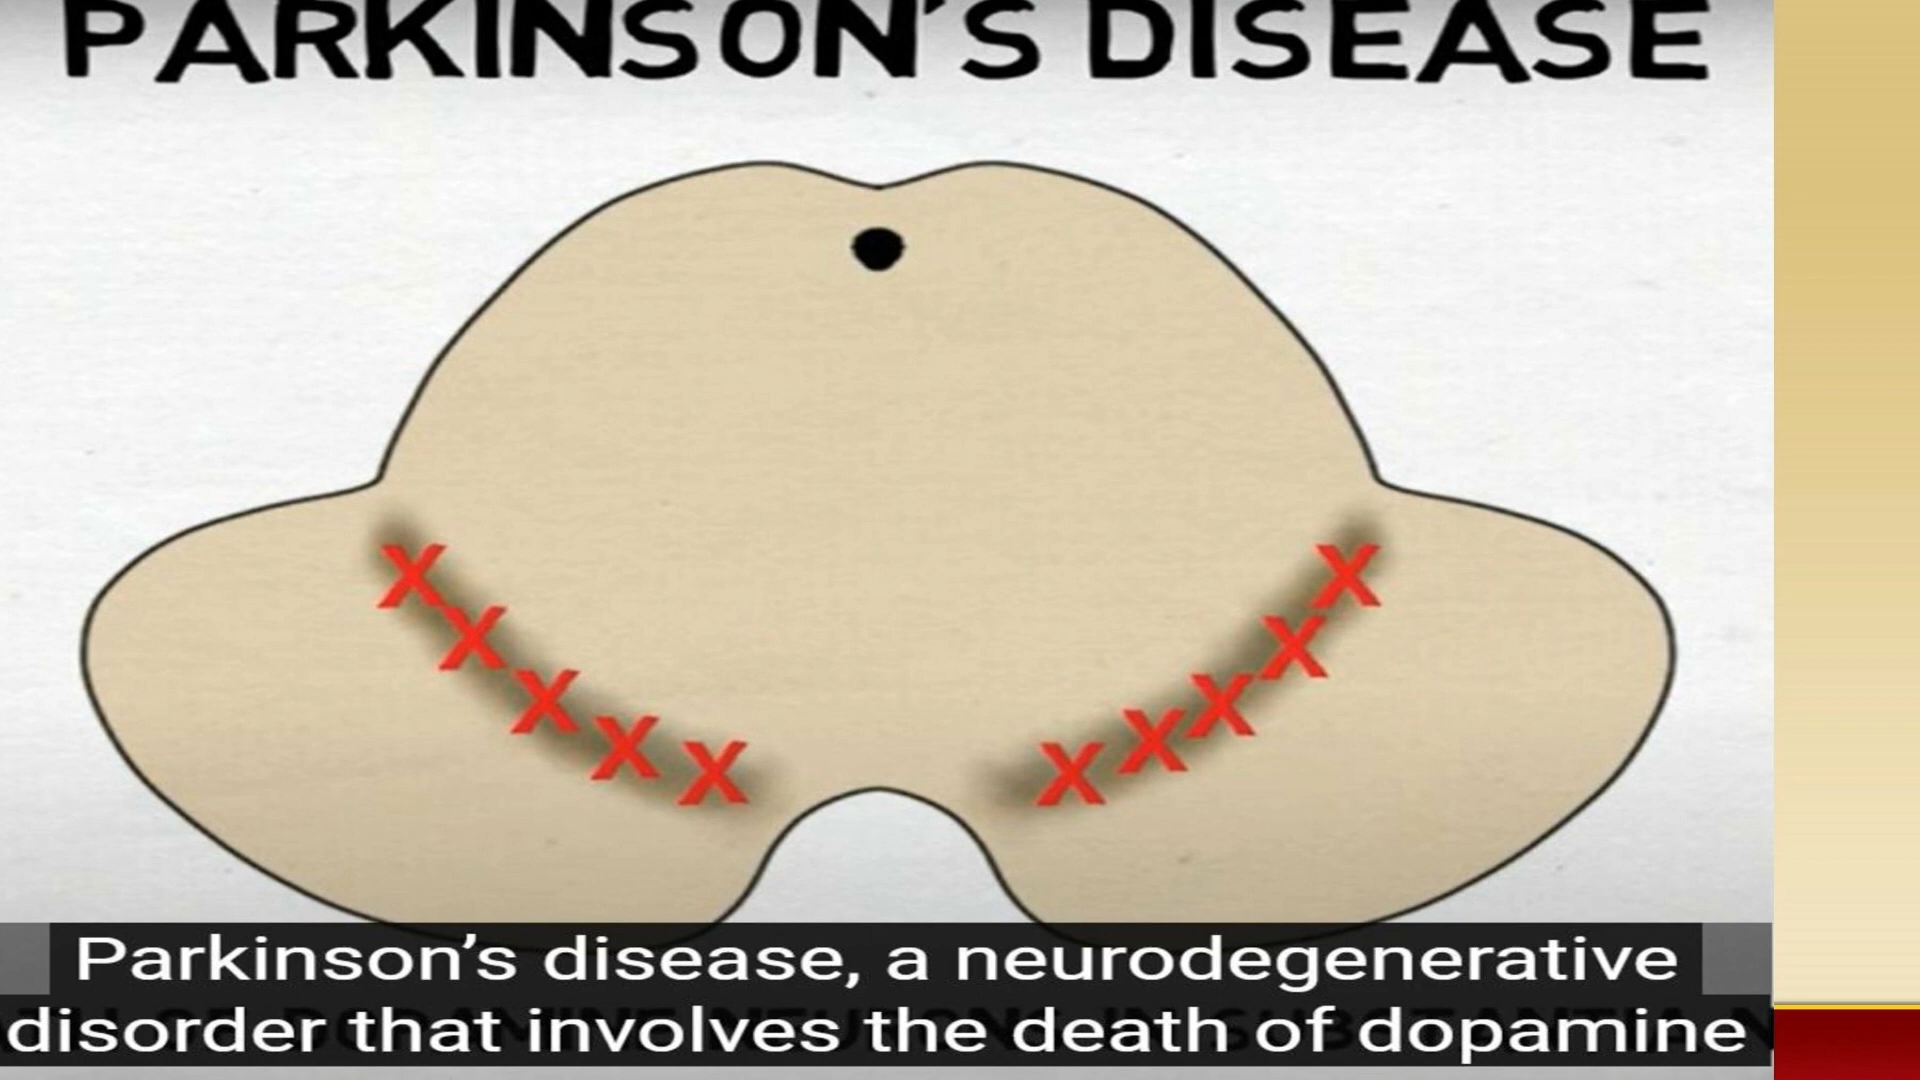 PARKINSON'S DISEASE
X X
X X
X X
X X
X X
Parkinson’s disease, a neurodegenerative
disorder that involves the death of dopamine